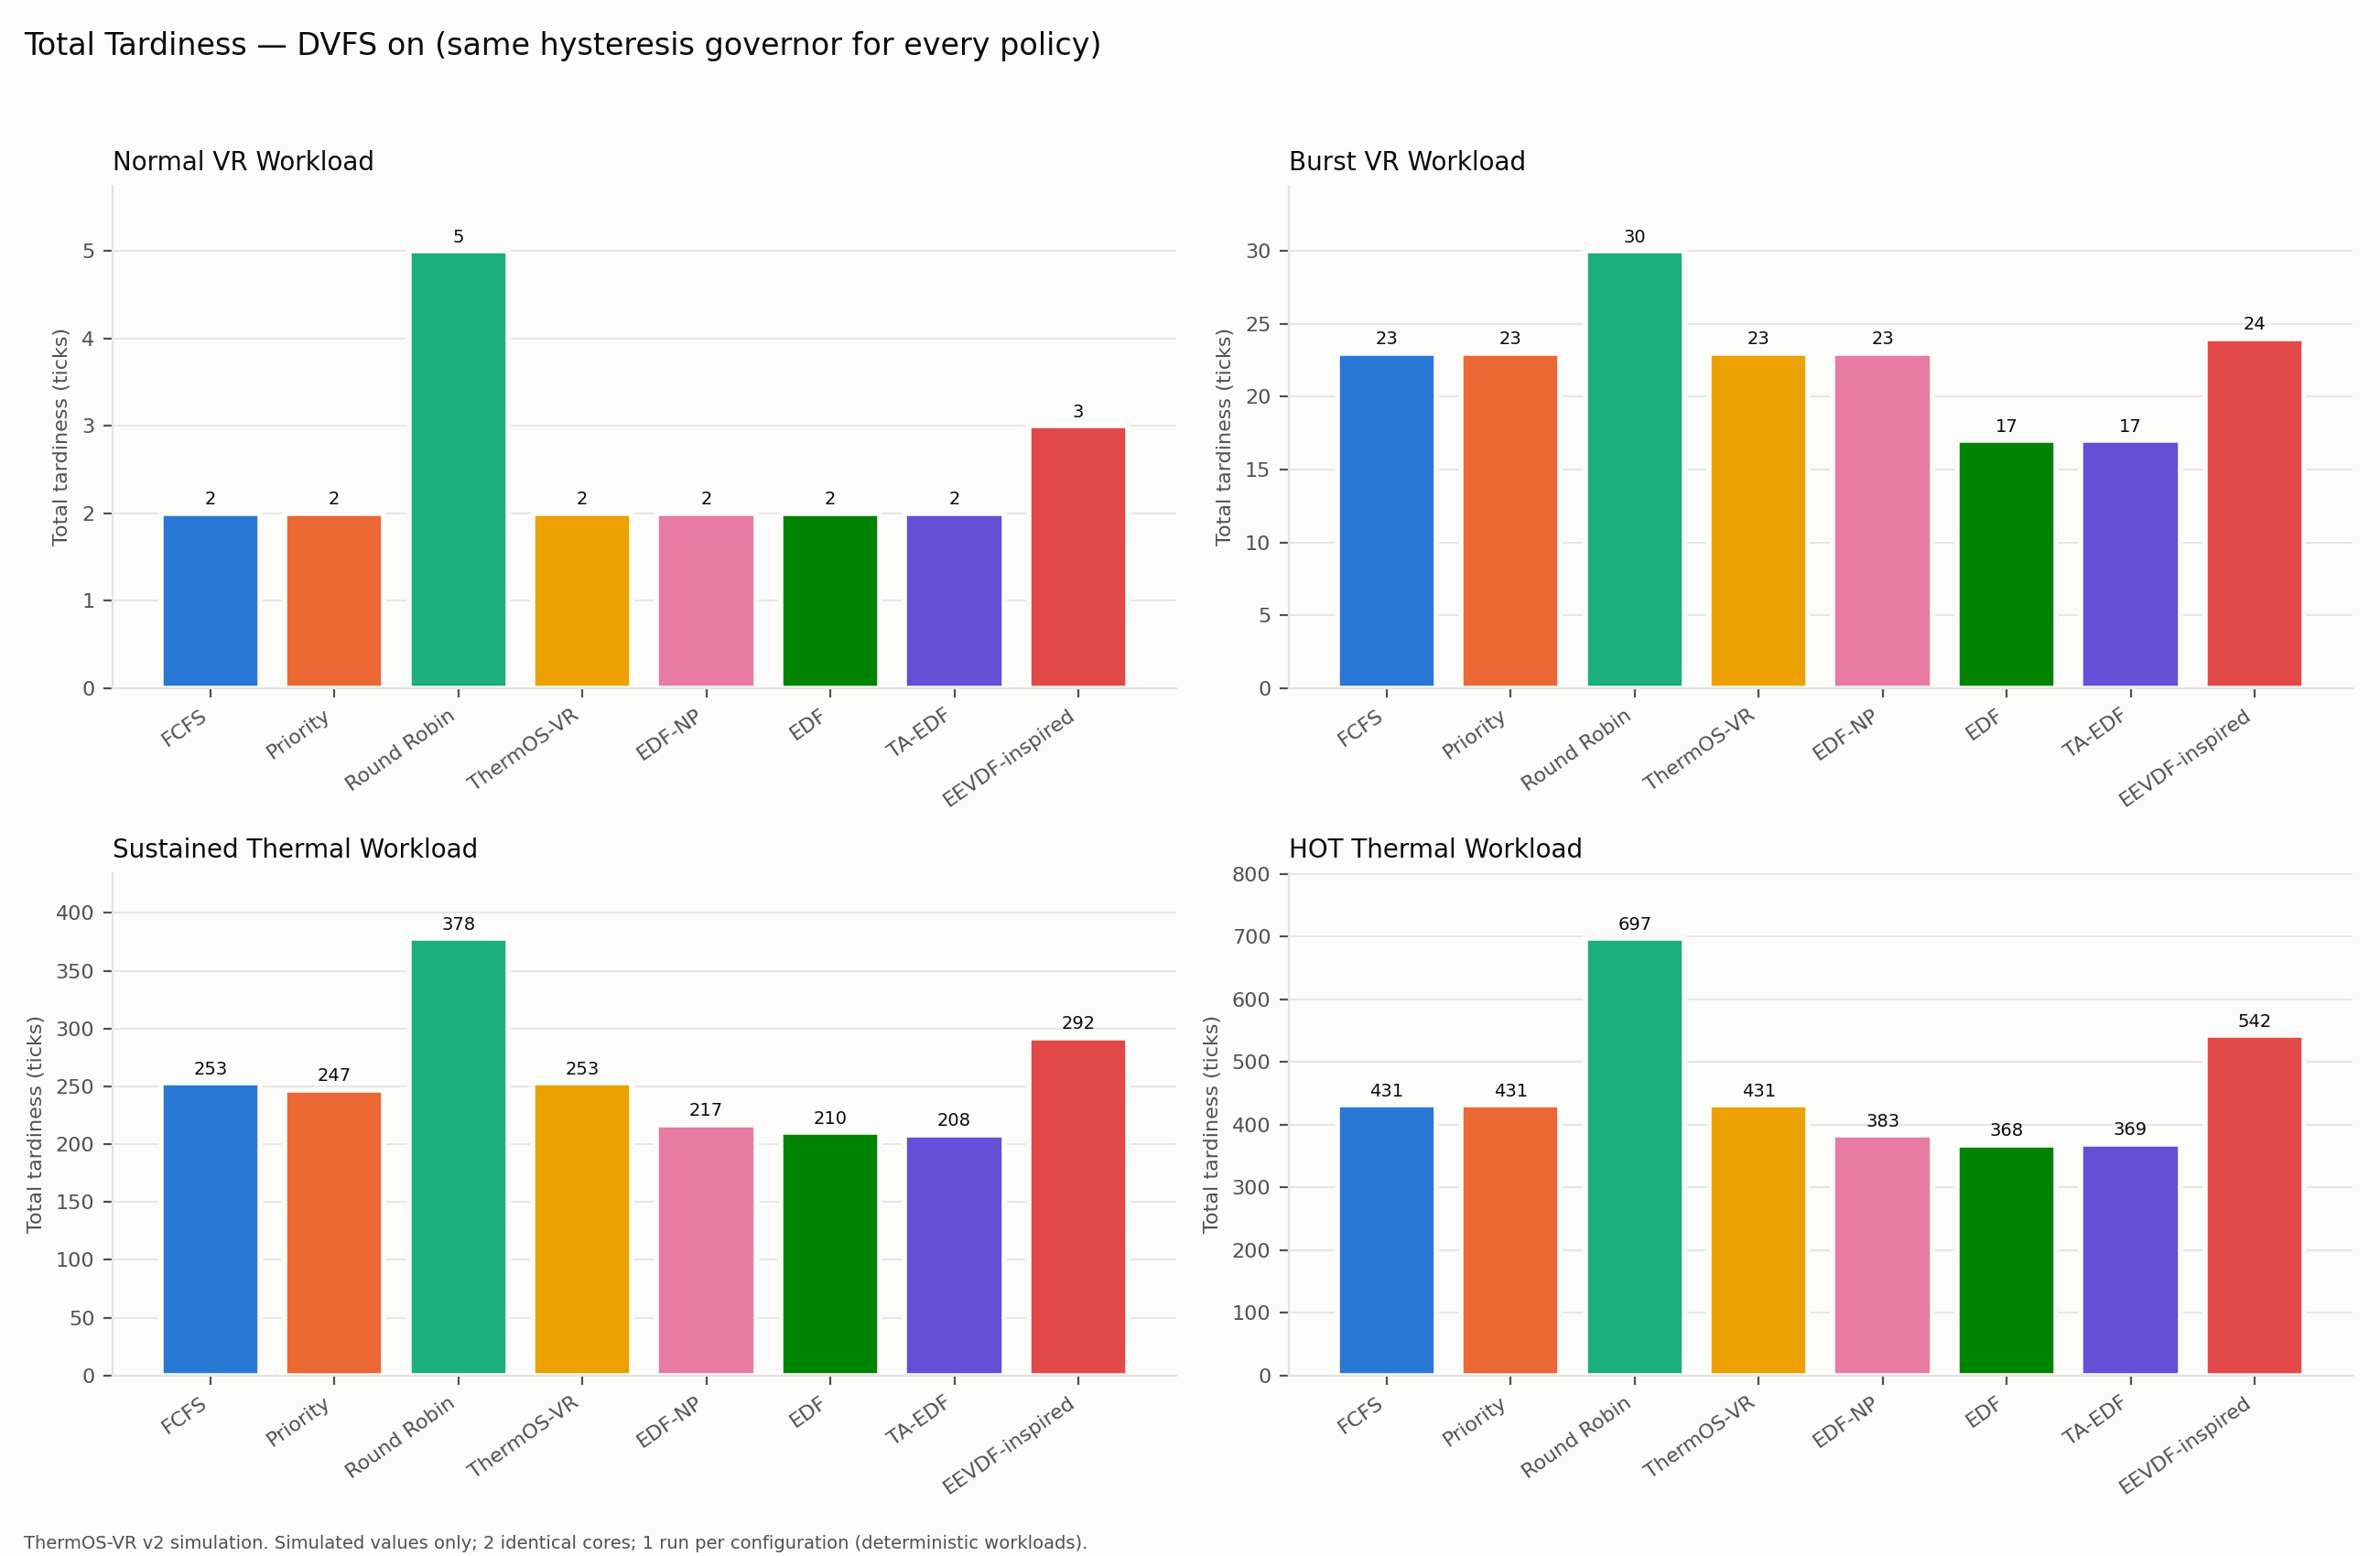 Total Tardiness — DVFS on (same hysteresis governor for every policy)
Normal VR Workload
Total tardiness (ticks)
5
4
3
2
1
0
2
2
5
2
2
2
2
3
FCFS
Priority
Round Robin
ThermOS-VR
EDF-NP
EDF
TA-EDF
EEVDF-inspired
Burst VR Workload
Total tardiness (ticks)
30
25
20
15
10
5
0
23
23
30
23
23
17
17
24
FCFS
Priority
Round Robin
ThermOS-VR
EDF-NP
EDF
TA-EDF
EEVDF-inspired
Sustained Thermal Workload
Total tardiness (ticks)
400
350
300
250
200
150
100
50
0
253
247
378
253
217
210
208
292
FCFS
Priority
Round Robin
ThermOS-VR
EDF-NP
EDF
TA-EDF
EEVDF-inspired
HOT Thermal Workload
Total tardiness (ticks)
800
700
600
500
400
300
200
100
0
431
431
697
431
383
368
369
542
FCFS
Priority
Round Robin
ThermOS-VR
EDF-NP
EDF
TA-EDF
EEVDF-inspired
ThermOS-VR v2 simulation. Simulated values only; 2 identical cores; 1 run per configuration (deterministic workloads).